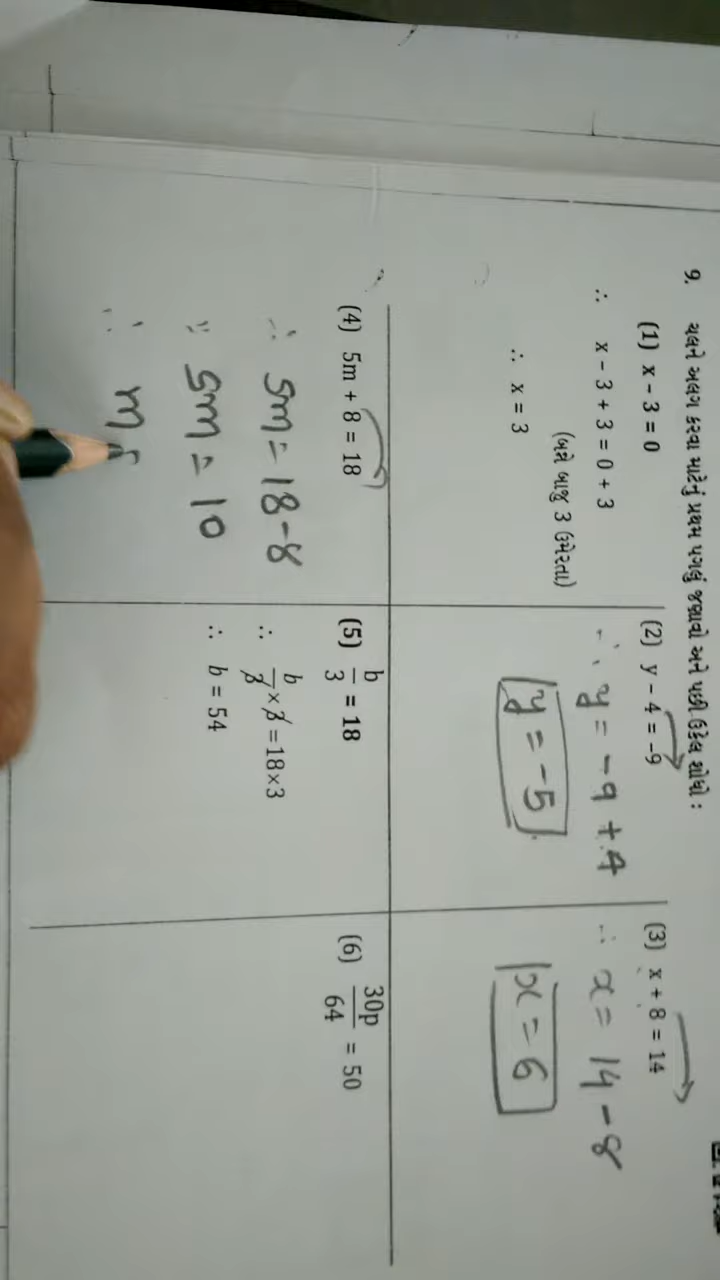 9. ચલને અલગ કરવા માટેનું પ્રથમ પગલું જણાવો અને પછી ઉકેલ શોધો :
(1) x - 3 = 0
∴ x - 3 + 3 = 0 + 3
(બંને બાજુ 3 ઉમેરતા)
∴ x = 3
(2) y - 4 = -9
∴ y = -9 + 4
y = -5
(3) x + 8 = 14
∴ x = 14 - 8
x = 6
(4) 5m + 8 = 18
∴ 5m = 18 - 8
∴ 5m = 10
∴ m
(5) b/3 = 18
∴ b/3 × 3 = 18 × 3
∴ b = 54
(6) 30p/64 = 50